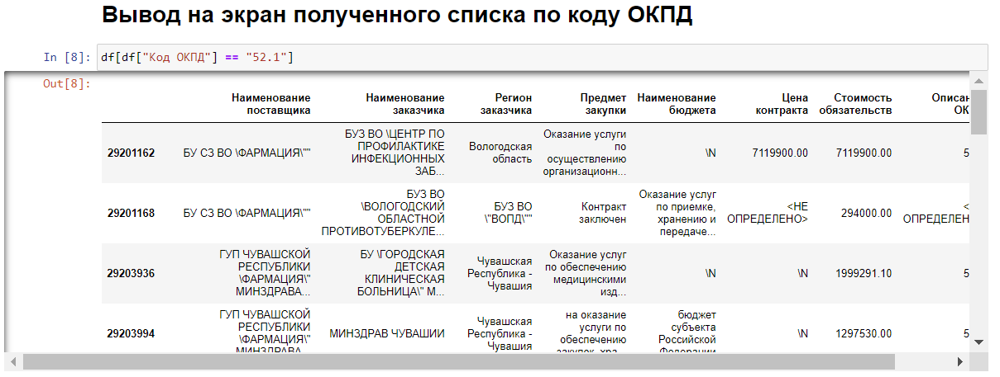 Вывод на экран полученного списка по коду ОКПД
In [8]: df[df["Код ОКПД"] == "52.1"]
Out[8]:
Наименование поставщика Наименование заказчика Регион заказчика Предмет закупки Наименование бюджета Цена контракта Стоимость обязательств Описан ОК
29201162 БУ СЗ ВО \ФАРМАЦИЯ\"" БУЗ ВО \ЦЕНТР ПО ПРОФИЛАКТИКЕ ИНФЕКЦИОННЫХ ЗАБ... Вологодская область Оказание услуги по осуществлению организационн... \N 7119900.00 7119900.00 5
29201168 БУ СЗ ВО \ФАРМАЦИЯ\"" БУЗ ВО \ВОЛОГОДСКИЙ ОБЛАСТНОЙ ПРОТИВОТУБЕРКУЛЕ... БУЗ ВО \"ВОПД\"" Контракт заключен Оказание услуг по приемке, хранению и передаче... <НЕ ОПРЕДЕЛЕНО> 294000.00 < ОПРЕДЕЛЕН
29203936 ГУП ЧУВАШСКОЙ РЕСПУБЛИКИ \ФАРМАЦИЯ\" МИНЗДРАВА... БУ \ГОРОДСКАЯ ДЕТСКАЯ КЛИНИЧЕСКАЯ БОЛЬНИЦА\" М... Чувашская Республика - Чувашия Оказание услуг по обеспечению медицинскими изд... \N \N 1999291.10 5
29203994 ГУП ЧУВАШСКОЙ РЕСПУБЛИКИ \ФАРМАЦИЯ\" МИНЗДРАВА... МИНЗДРАВ ЧУВАШИИ Чувашская Республика - Чувашия на оказание услуги по обеспечению закупок, хра... бюджет субъекта Российской Федерации \N 1297530.00 5